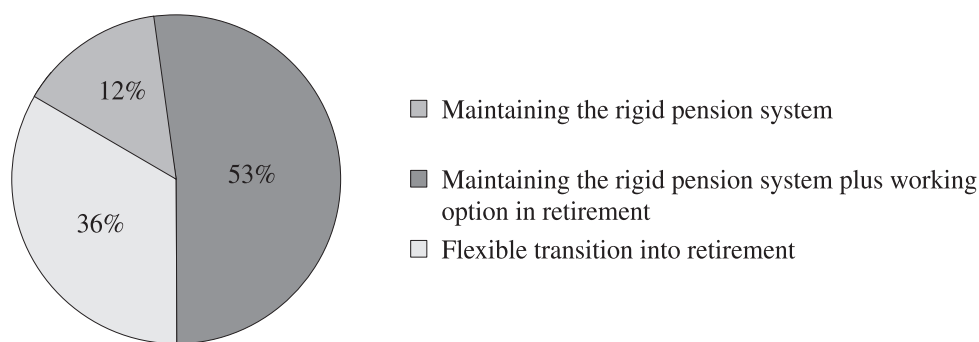 12%
53%
36%
Maintaining the rigid pension system
Maintaining the rigid pension system plus working
option in retirement
Flexible transition into retirement